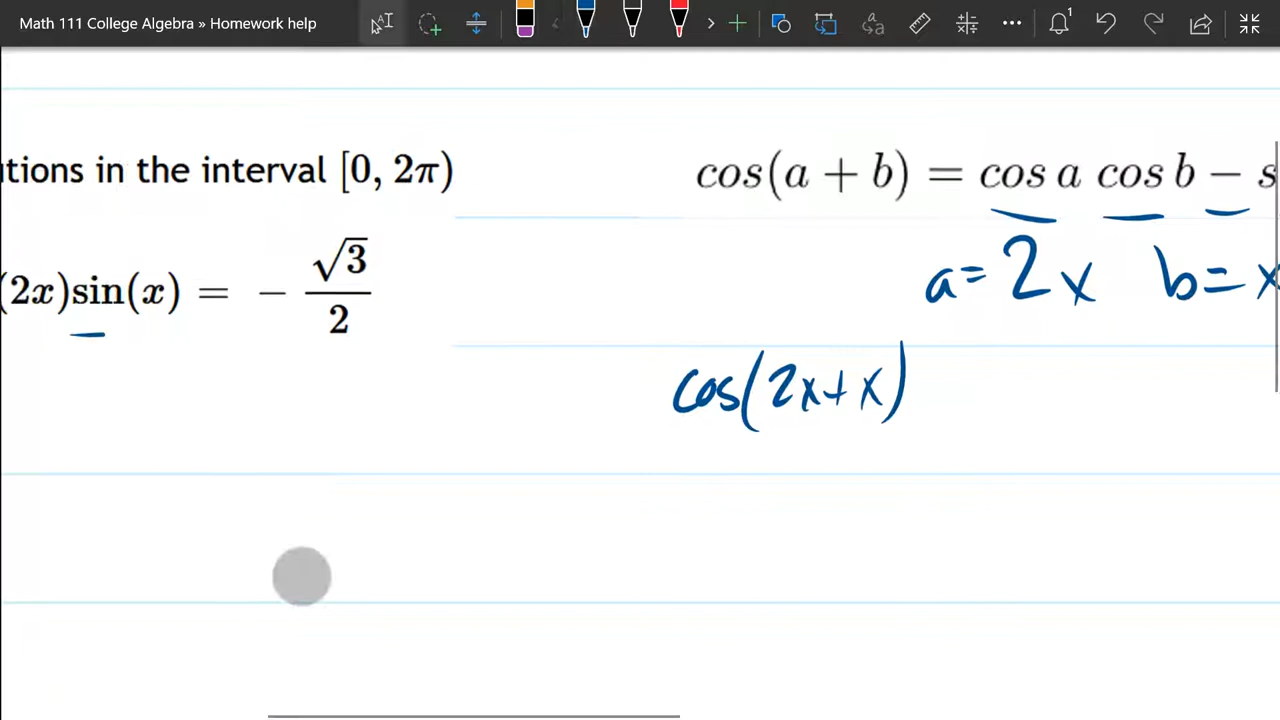 Math 111 College Algebra » Homework help
utions in the interval [0, 2π)
cos(a + b) = cos a cos b − s
(2x)sin(x) = − √3/2
a = 2x b = x
cos(2x+x)